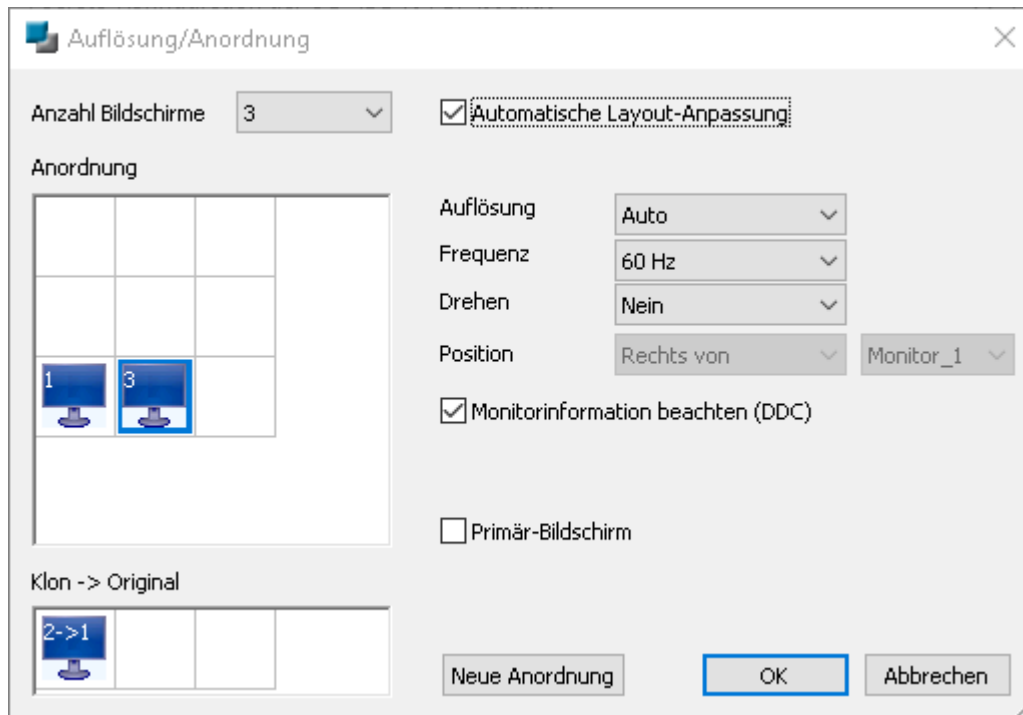 Auflösung/Anordnung
Anzahl Bildschirme 3
Automatische Layout-Anpassung
Anordnung
Auflösung Auto
Frequenz 60 Hz
Drehen Nein
Position Rechts von Monitor_1
1 3
Monitorinformation beachten (DDC)
Primär-Bildschirm
Klon -> Original
2->1
Neue Anordnung OK Abbrechen